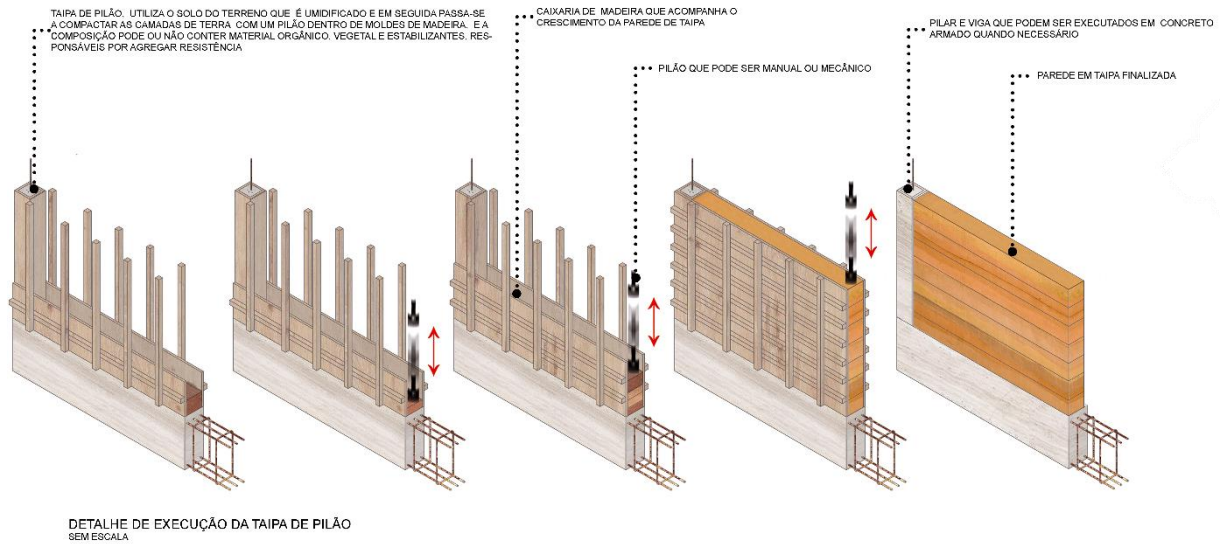 TAIPA DE PILÃO. UTILIZA O SOLO DO TERRENO QUE É UMIDIFICADO E EM SEGUIDA PASSA-SE
A COMPACTAR AS CAMADAS DE TERRA COM UM PILÃO DENTRO DE MOLDES DE MADEIRA. E A
COMPOSIÇÃO PODE OU NÃO CONTER MATERIAL ORGÂNICO. VEGETAL E ESTABILIZANTES. RES-
PONSÁVEIS POR AGREGAR RESISTÊNCIA
CAIXARIA DE MADEIRA QUE ACOMPANHA O
CRESCIMENTO DA PAREDE DE TAIPA
PILÃO QUE PODE SER MANUAL OU MECÂNICO
PILAR E VIGA QUE PODEM SER EXECUTADOS EM CONCRETO
ARMADO QUANDO NECESSÁRIO
PAREDE EM TAIPA FINALIZADA
DETALHE DE EXECUÇÃO DA TAIPA DE PILÃO
SEM ESCALA